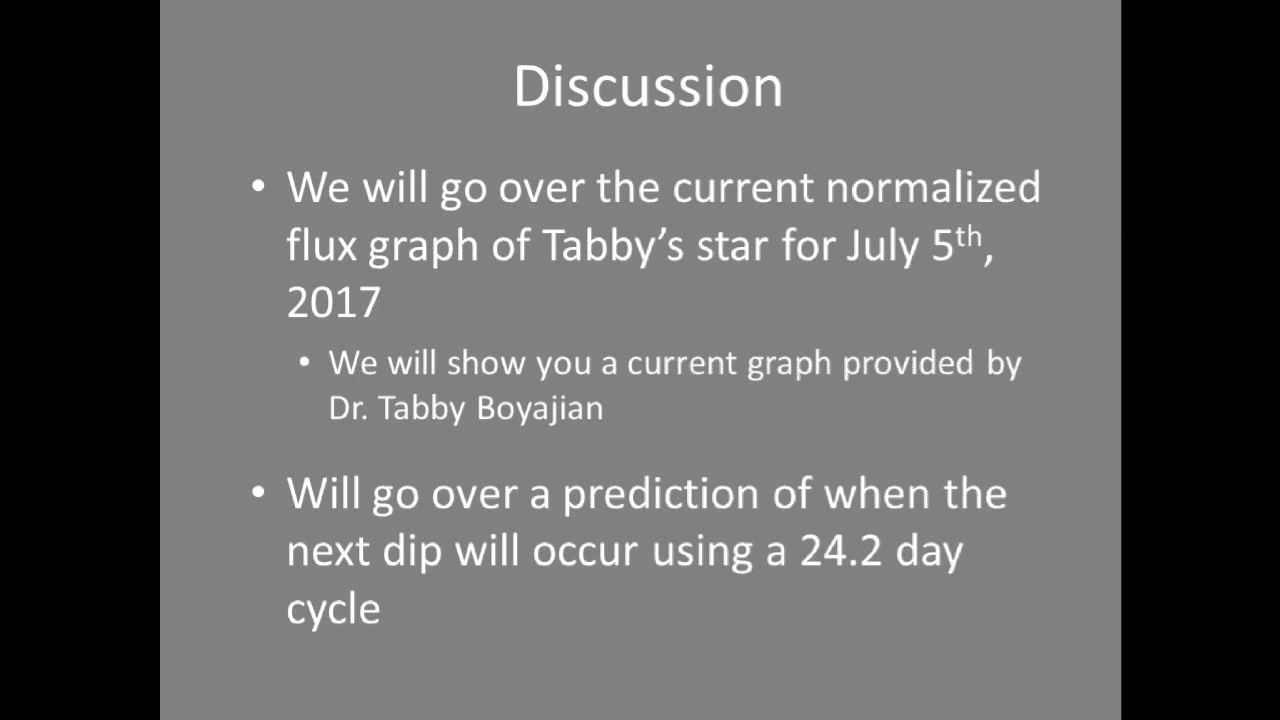 Discussion
• We will go over the current normalized
flux graph of Tabby’s star for July 5th,
2017
• We will show you a current graph provided by
Dr. Tabby Boyajian
• Will go over a prediction of when the
next dip will occur using a 24.2 day
cycle